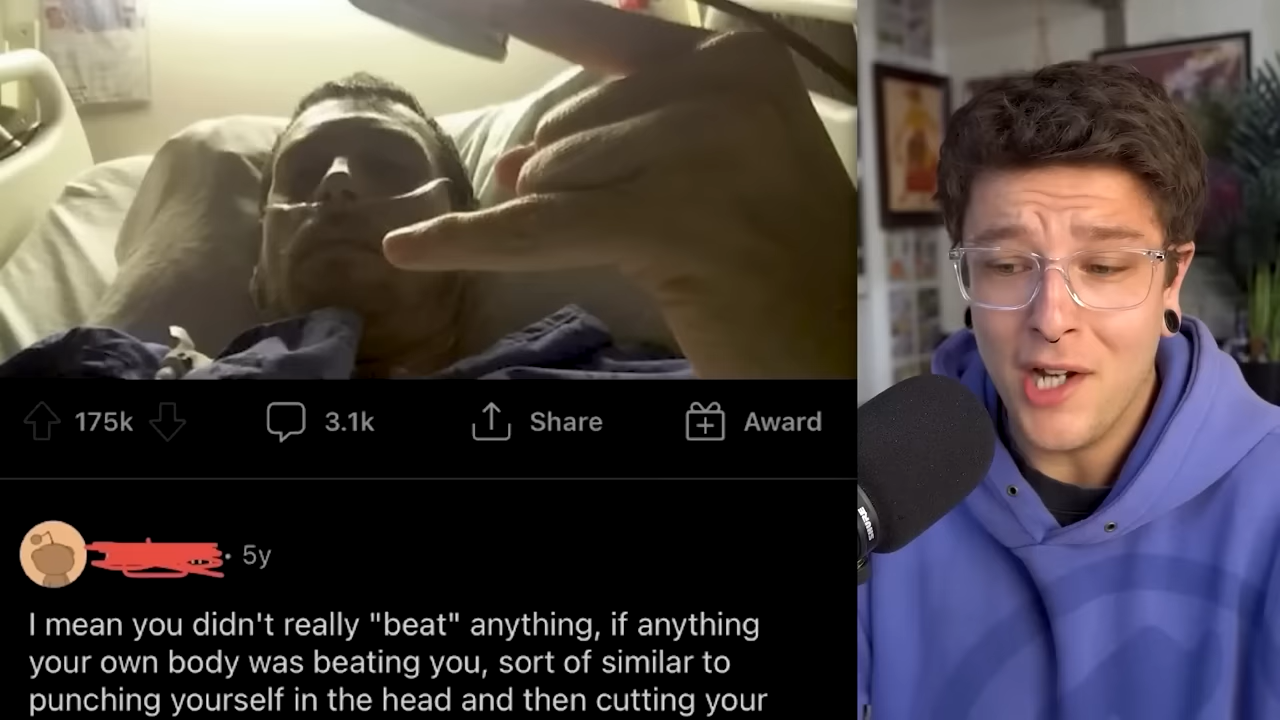 175k
3.1k
Share
Award
· 5y
I mean you didn't really "beat" anything, if anything
your own body was beating you, sort of similar to
punching yourself in the head and then cutting your
SHURE